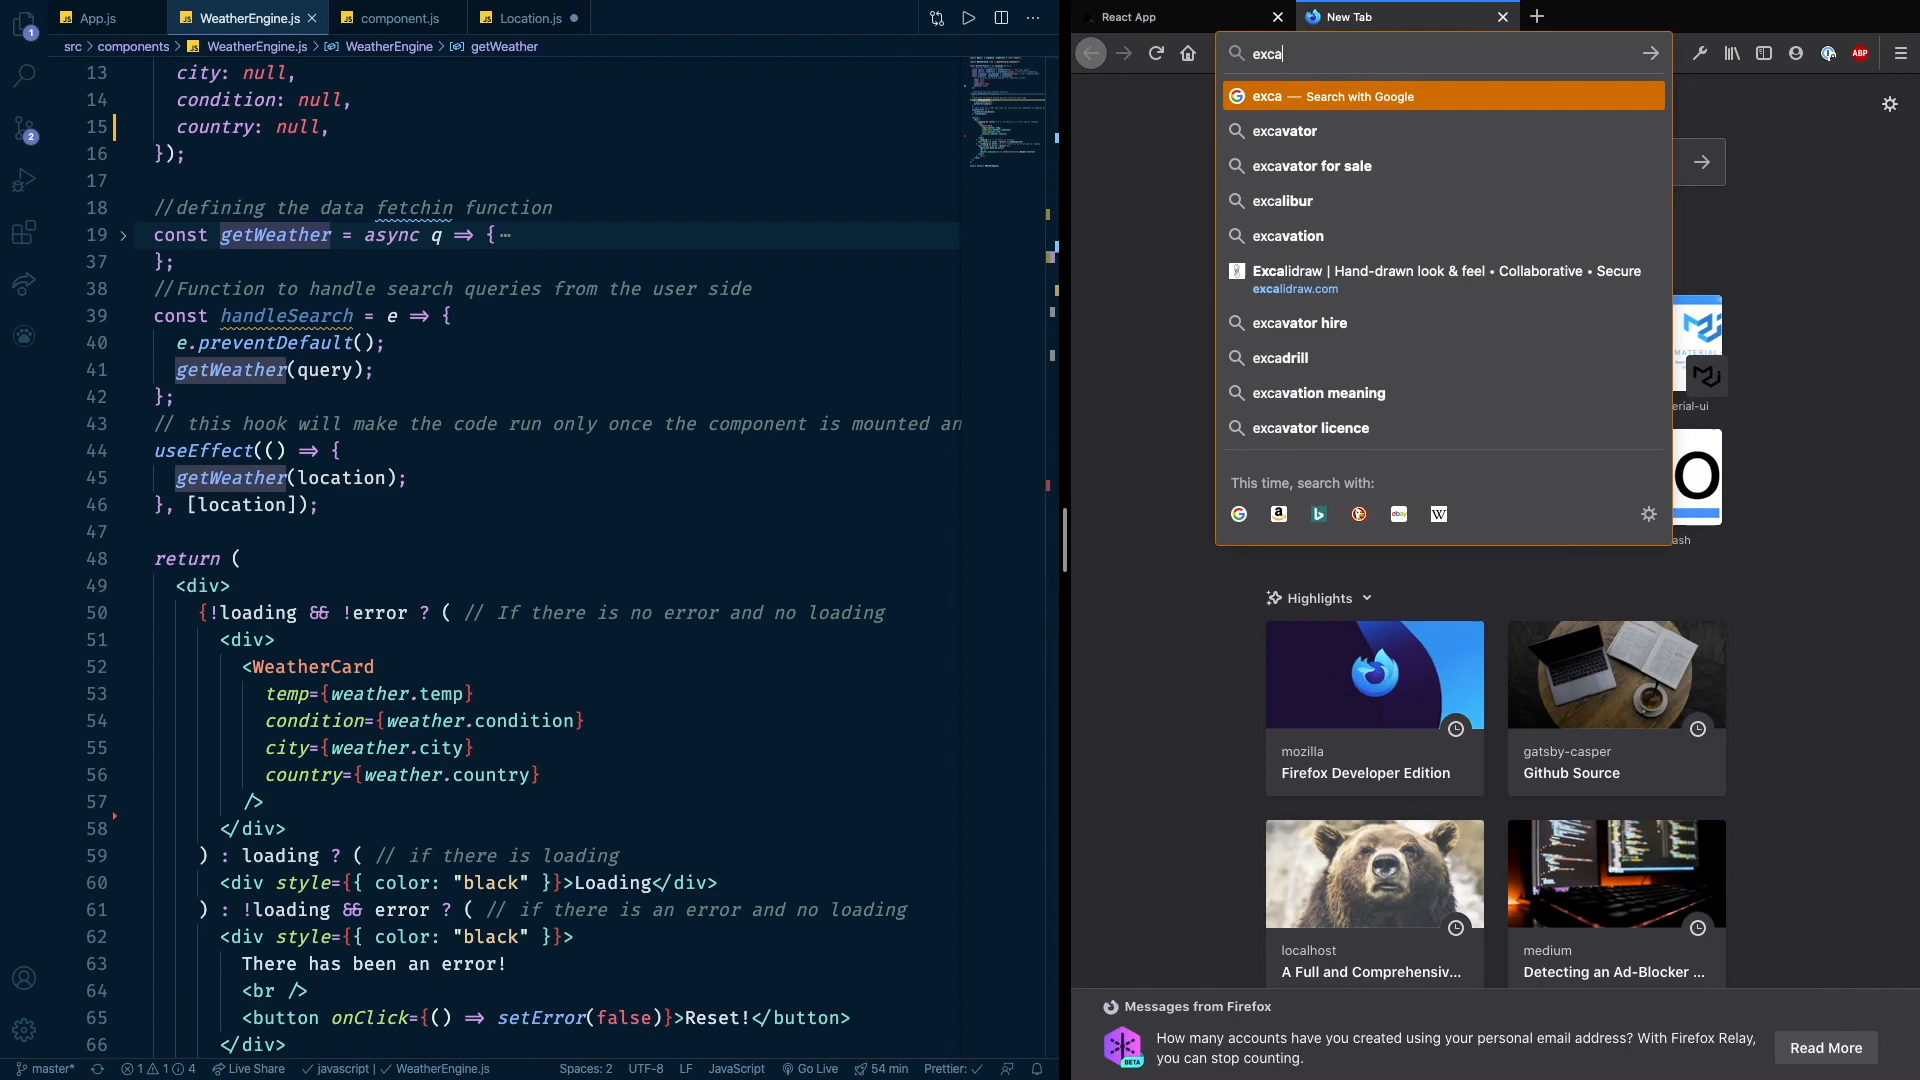 App.js
WeatherEngine.js
component.js
Location.js
src > components > WeatherEngine.js > WeatherEngine > getWeather
13 city: null,
14 condition: null,
15 country: null,
16 });
17
18 //defining the data fetchin function
19 const getWeather = async q => {⋯
37 };
38 //Function to handle search queries from the user side
39 const handleSearch = e => {
40 e.preventDefault();
41 getWeather(query);
42 };
43 // this hook will make the code run only once the component is mounted an
44 useEffect(() => {
45 getWeather(location);
46 }, [location]);
47
48 return (
49 <div>
50 {!loading && !error ? ( // If there is no error and no loading
51 <div>
52 <WeatherCard
53 temp={weather.temp}
54 condition={weather.condition}
55 city={weather.city}
56 country={weather.country}
57 />
58 </div>
59 ) : loading ? ( // if there is loading
60 <div style={{ color: "black" }}>Loading</div>
61 ) : !loading && error ? ( // if there is an error and no loading
62 <div style={{ color: "black" }}>
63 There has been an error!
64 <br />
65 <button onClick={() => setError(false)}>Reset!</button>
66 </div>
1
2
master*
1 1 4
Live Share
javascript | WeatherEngine.js
Spaces: 2
UTF-8
LF
JavaScript
Go Live
54 min
Prettier: ✓
React App
New Tab
exca
ABP
exca — Search with Google
excavator
excavator for sale
excalibur
excavation
Excalidraw | Hand-drawn look & feel • Collaborative • Secure
excalidraw.com
excavator hire
excadrill
excavation meaning
excavator licence
This time, search with:
G a b ebay W
MATERIAL
erial-ui
O
ash
Highlights
mozilla
Firefox Developer Edition
gatsby-casper
Github Source
localhost
A Full and Comprehensiv...
medium
Detecting an Ad-Blocker ...
Messages from Firefox
BETA
How many accounts have you created using your personal email address? With Firefox Relay,
you can stop counting.
Read More